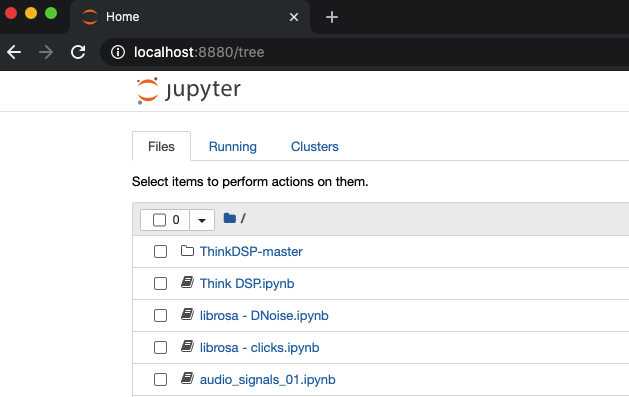 Home
localhost:8880/tree
jupyter
Files Running Clusters
Select items to perform actions on them.
0 /
ThinkDSP-master
Think DSP.ipynb
librosa - DNoise.ipynb
librosa - clicks.ipynb
audio_signals_01.ipynb